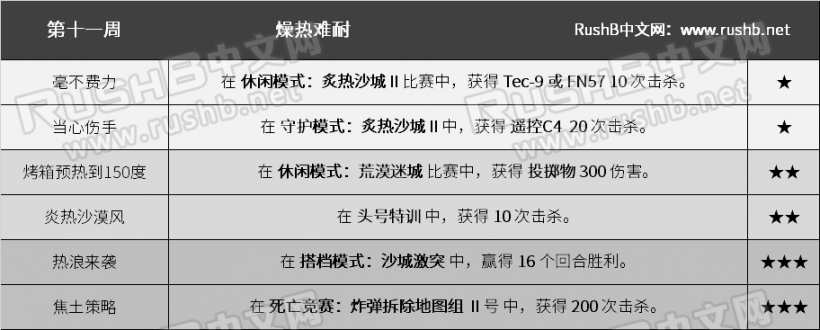 第十一周 燥热难耐 RushB中文网：www.rushb.net
毫不费力 在 休闲模式：炙热沙城 II 比赛中，获得 Tec-9 或 FN57 10 次击杀。 ★
当心伤手 在 守护模式：炙热沙城 II 中，获得 遥控C4 20 次击杀。 ★
烤箱预热到150度 在 休闲模式：荒漠迷城 比赛中，获得 投掷物 300 伤害。 ★★
炎热沙漠风 在 头号特训 中，获得 10 次击杀。 ★★
热浪来袭 在 搭档模式：沙城激突 中，赢得 16 个回合胜利。 ★★★
焦土策略 在 死亡竞赛：炸弹拆除地图组 II号 中，获得 200 次击杀。 ★★★
RUSHB中文网
www.rushb.net